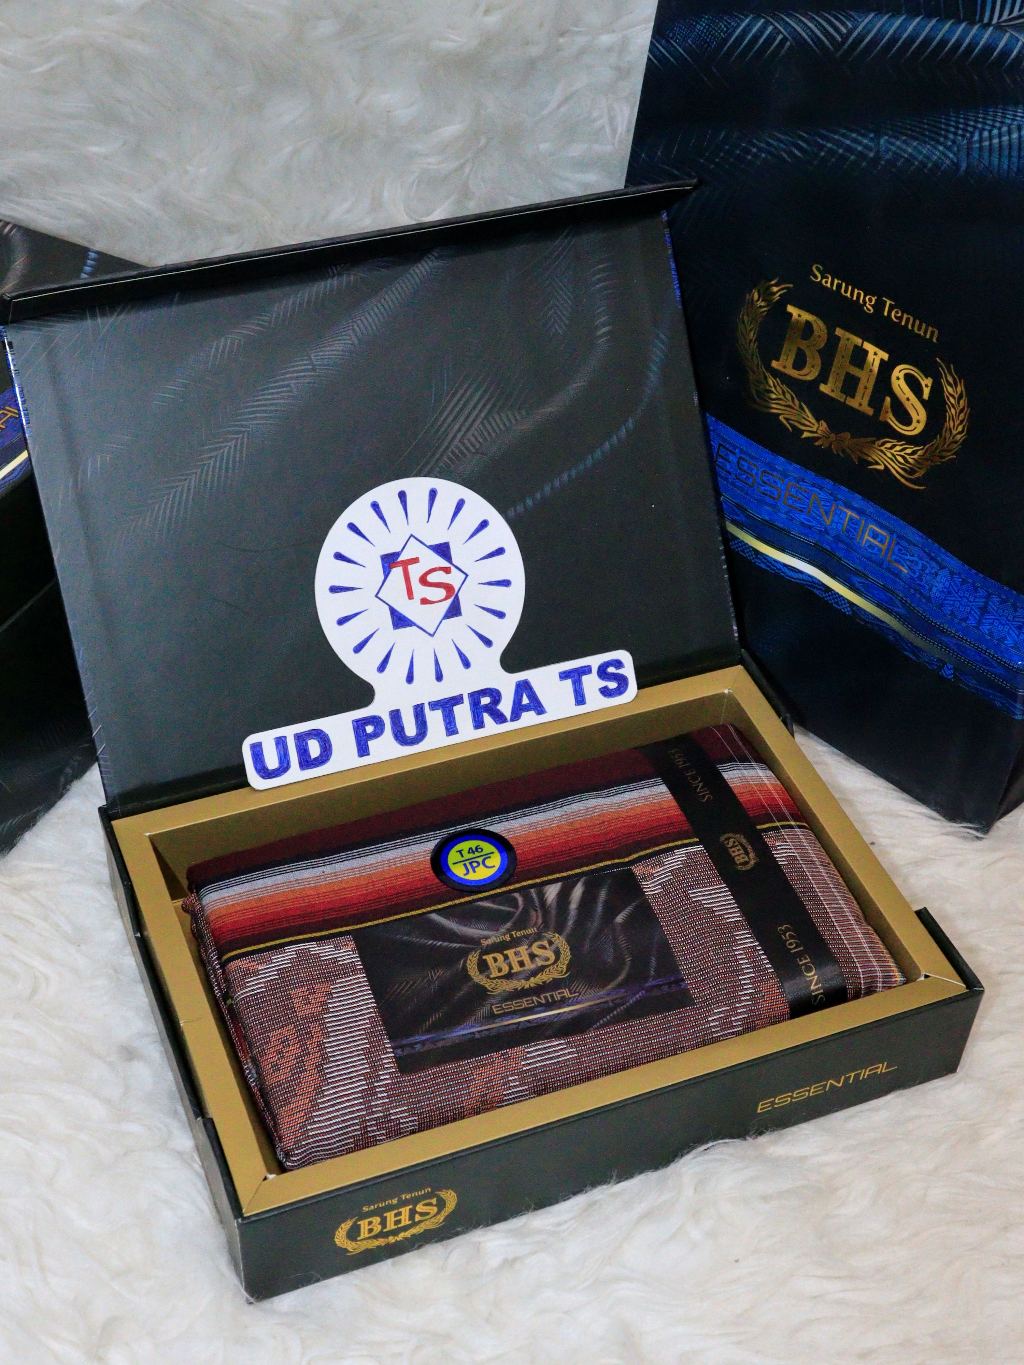 Sarung Tenun
BHS
ESSENTIAL
TS
UD PUTRA TS
SINCE 1953
BHS
SINCE 1953
T 46
JPC
Sarung Tenun
BHS
ESSENTIAL
ESSENTIAL
Sarung Tenun
BHS